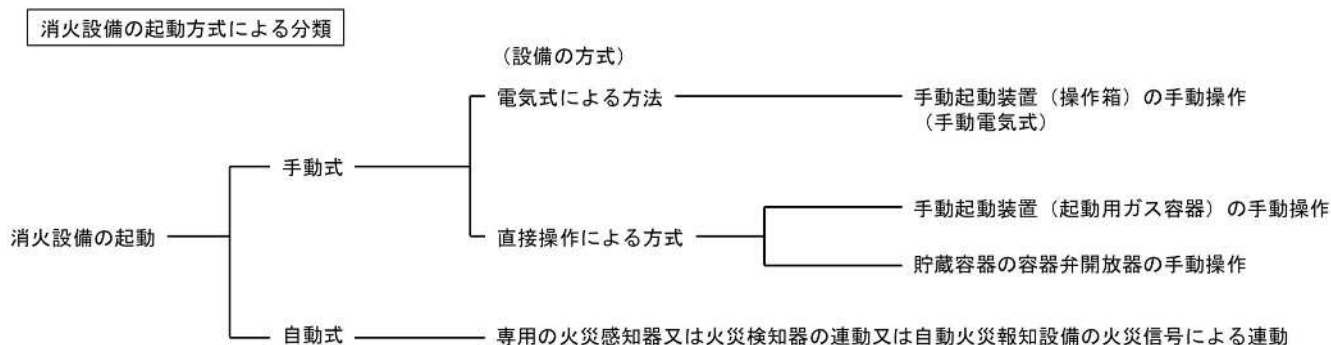 消火設備の起動方式による分類
(設備の方式)
電気式による方法
手動起動装置(操作箱)の手動操作
(手動電気式)
手動式
手動起動装置(起動用ガス容器)の手動操作
消火設備の起動
直接操作による方式
貯蔵容器の容器弁開放器の手動操作
自動式
専用の火災感知器又は火災検知器の連動又は自動火災報知設備の火災信号による連動